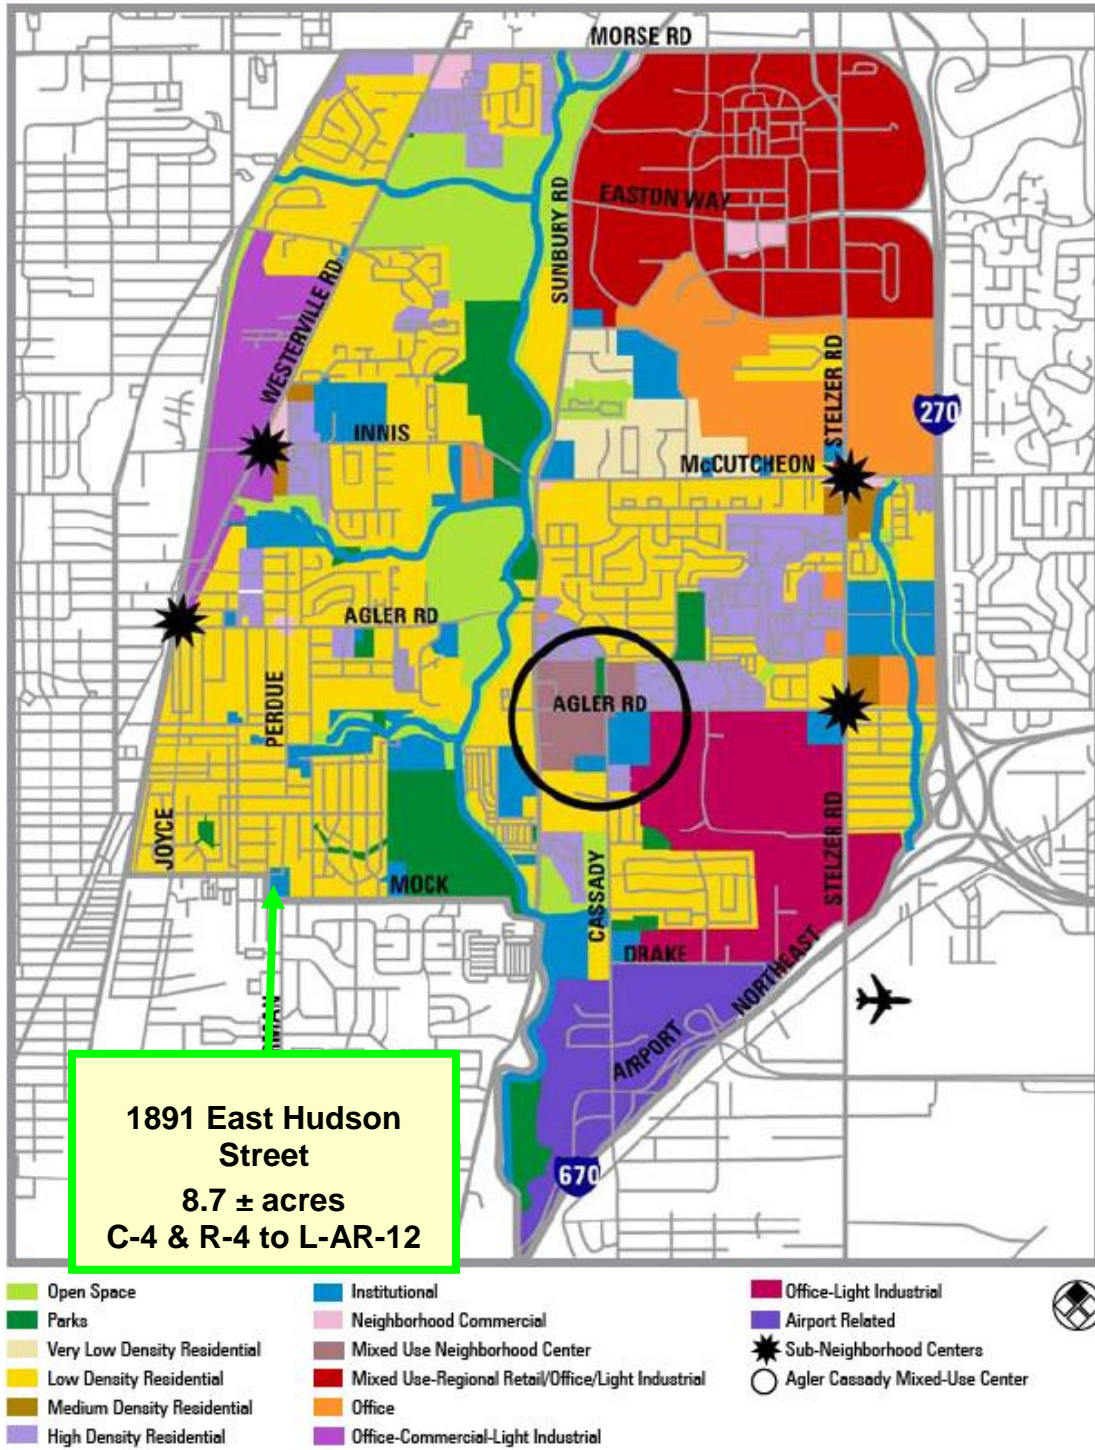 MORSE RD
EASTON WAY
SUNBURY RD
WESTERVILLE RD
STELZER RD
270
INNIS
McCUTCHEON
AGLER RD
AGLER RD
PERDUE
JOYCE
STELZER RD
MOCK
CASSADY
DRAKE
NORTHEAST
AIRPORT
670
1891 East Hudson
Street
8.7 ± acres
C-4 & R-4 to L-AR-12
Open Space
Parks
Very Low Density Residential
Low Density Residential
Medium Density Residential
High Density Residential
Institutional
Neighborhood Commercial
Mixed Use Neighborhood Center
Mixed Use-Regional Retail/Office/Light Industrial
Office
Office-Commercial-Light Industrial
Office-Light Industrial
Airport Related
Sub-Neighborhood Centers
Agler Cassady Mixed-Use Center